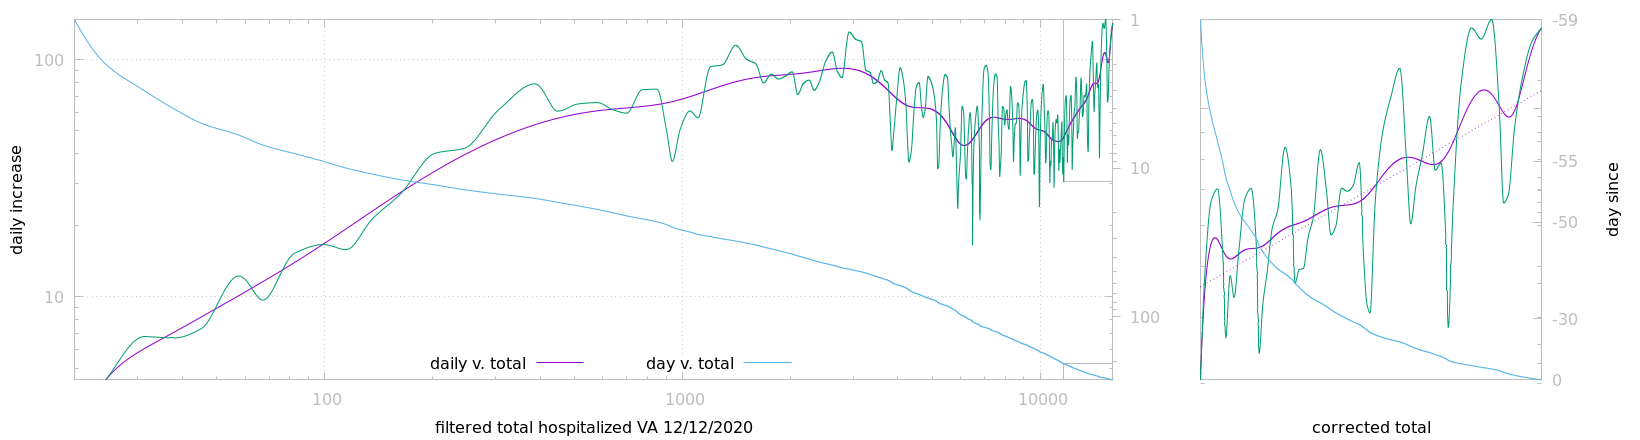 1
-59
100
daily increase
10
-55
day since
-50
10
100
-30
daily v. total
day v. total
0
100
1000
10000
filtered total hospitalized VA 12/12/2020
corrected total